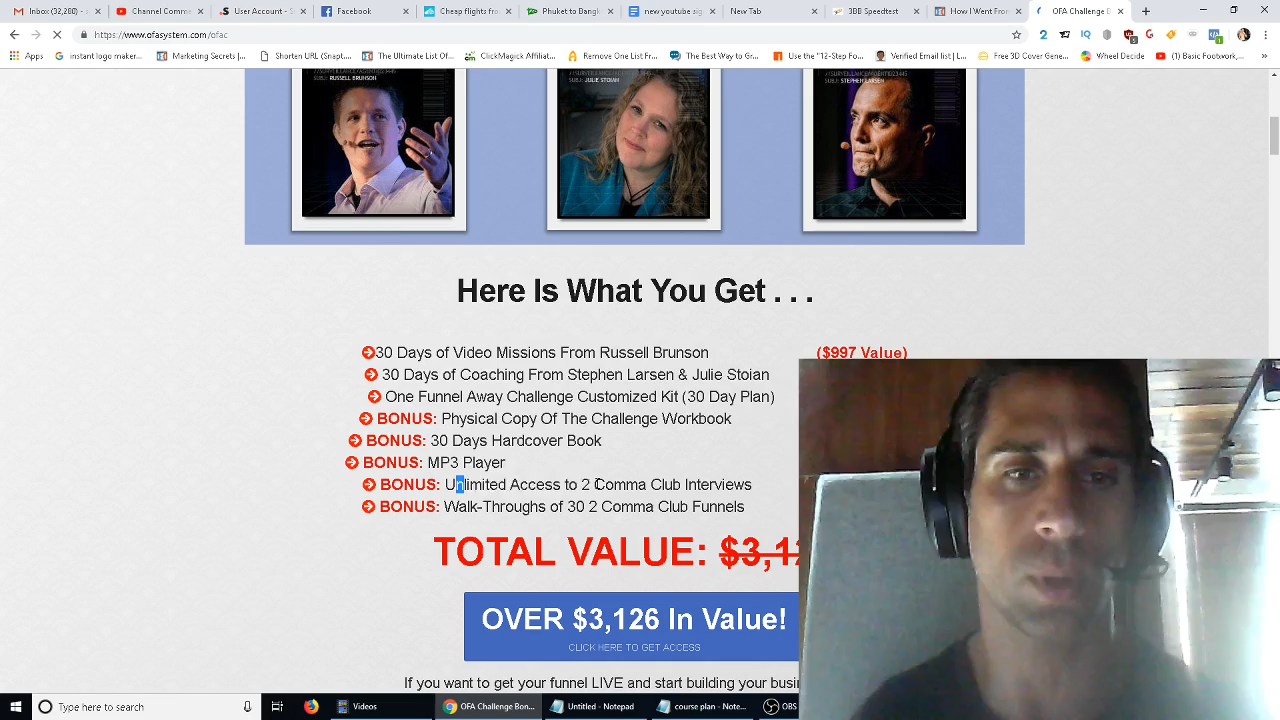 Inbox (32,280) -
Channel Comme
User Account - S
Facebook
Cheap flights fro
Phuket to Bangk
new youtube sig
New Tab
3BB Speedtest
How I Went Fro
OFA Challenge B
https://www.ofasystem.com/ofac
Apps
instant logo maker...
Marketing Secrets |...
Shorten URL (Snapt...
The Ultimate List Of...
ClickMagick Affiliat...
Remove One List Fr...
The Best Way to Gr...
Use the "12-Step Fo...
Verified Email list | L...
Free 3D Cover Gene...
Wheel Decide
(1) Basic Footwork,...
SUBJ: RUSSELL BRUNSON
SUBJ: JULIE STOIAN
SUBJ: STEPHEN LARSEN
Here Is What You Get . . .
30 Days of Video Missions From Russell Brunson ($997 Value)
30 Days of Coaching From Stephen Larsen & Julie Stoian
One Funnel Away Challenge Customized Kit (30 Day Plan)
BONUS: Physical Copy Of The Challenge Workbook
BONUS: 30 Days Hardcover Book
BONUS: MP3 Player
BONUS: Unlimited Access to 2 Comma Club Interviews
BONUS: Walk-Throughs of 30 2 Comma Club Funnels
TOTAL VALUE: $3,12
OVER $3,126 In Value!
CLICK HERE TO GET ACCESS
If you want to get your funnel LIVE and start building your busi
Type here to search
Videos
OFA Challenge Bon...
Untitled - Notepad
course plan - Note...
OBS